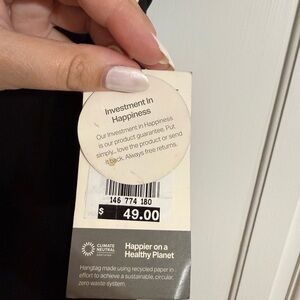 Investment in
Happiness
Our Investment in Happiness
is our product guarantee. Put
simply... love the product or send
it back. Always free returns.
146 774 180
$ 49.00
CLIMATE
NEUTRAL
CERTIFIED
Happier on a
Healthy Planet
Hangtag made using recycled paper in
effort to achieve a sustainable, circular,
zero waste system.